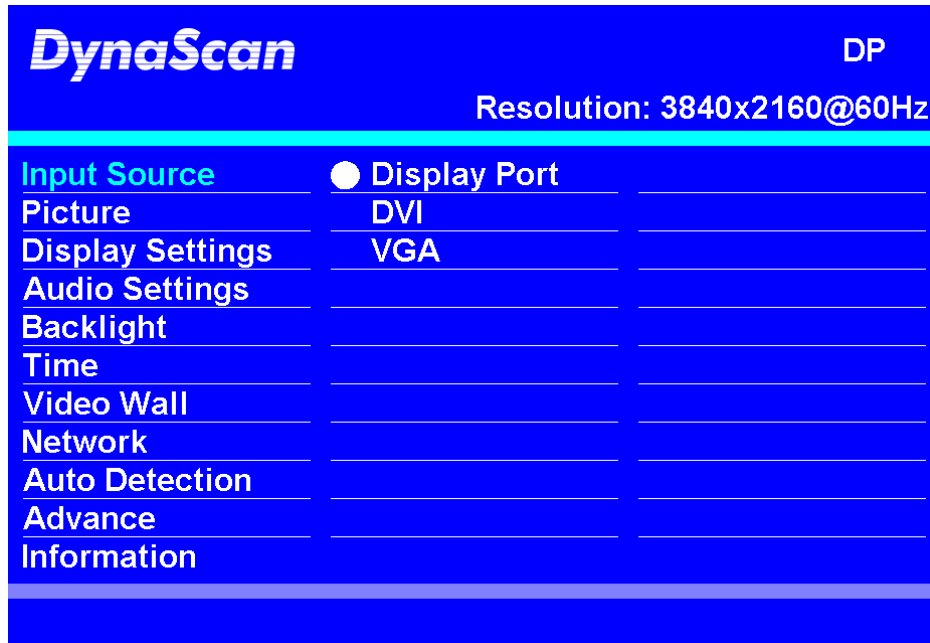 DynaScan
DP
Resolution: 3840x2160@60Hz
Input Source
Display Port
Picture
DVI
Display Settings
VGA
Audio Settings
Backlight
Time
Video Wall
Network
Auto Detection
Advance
Information